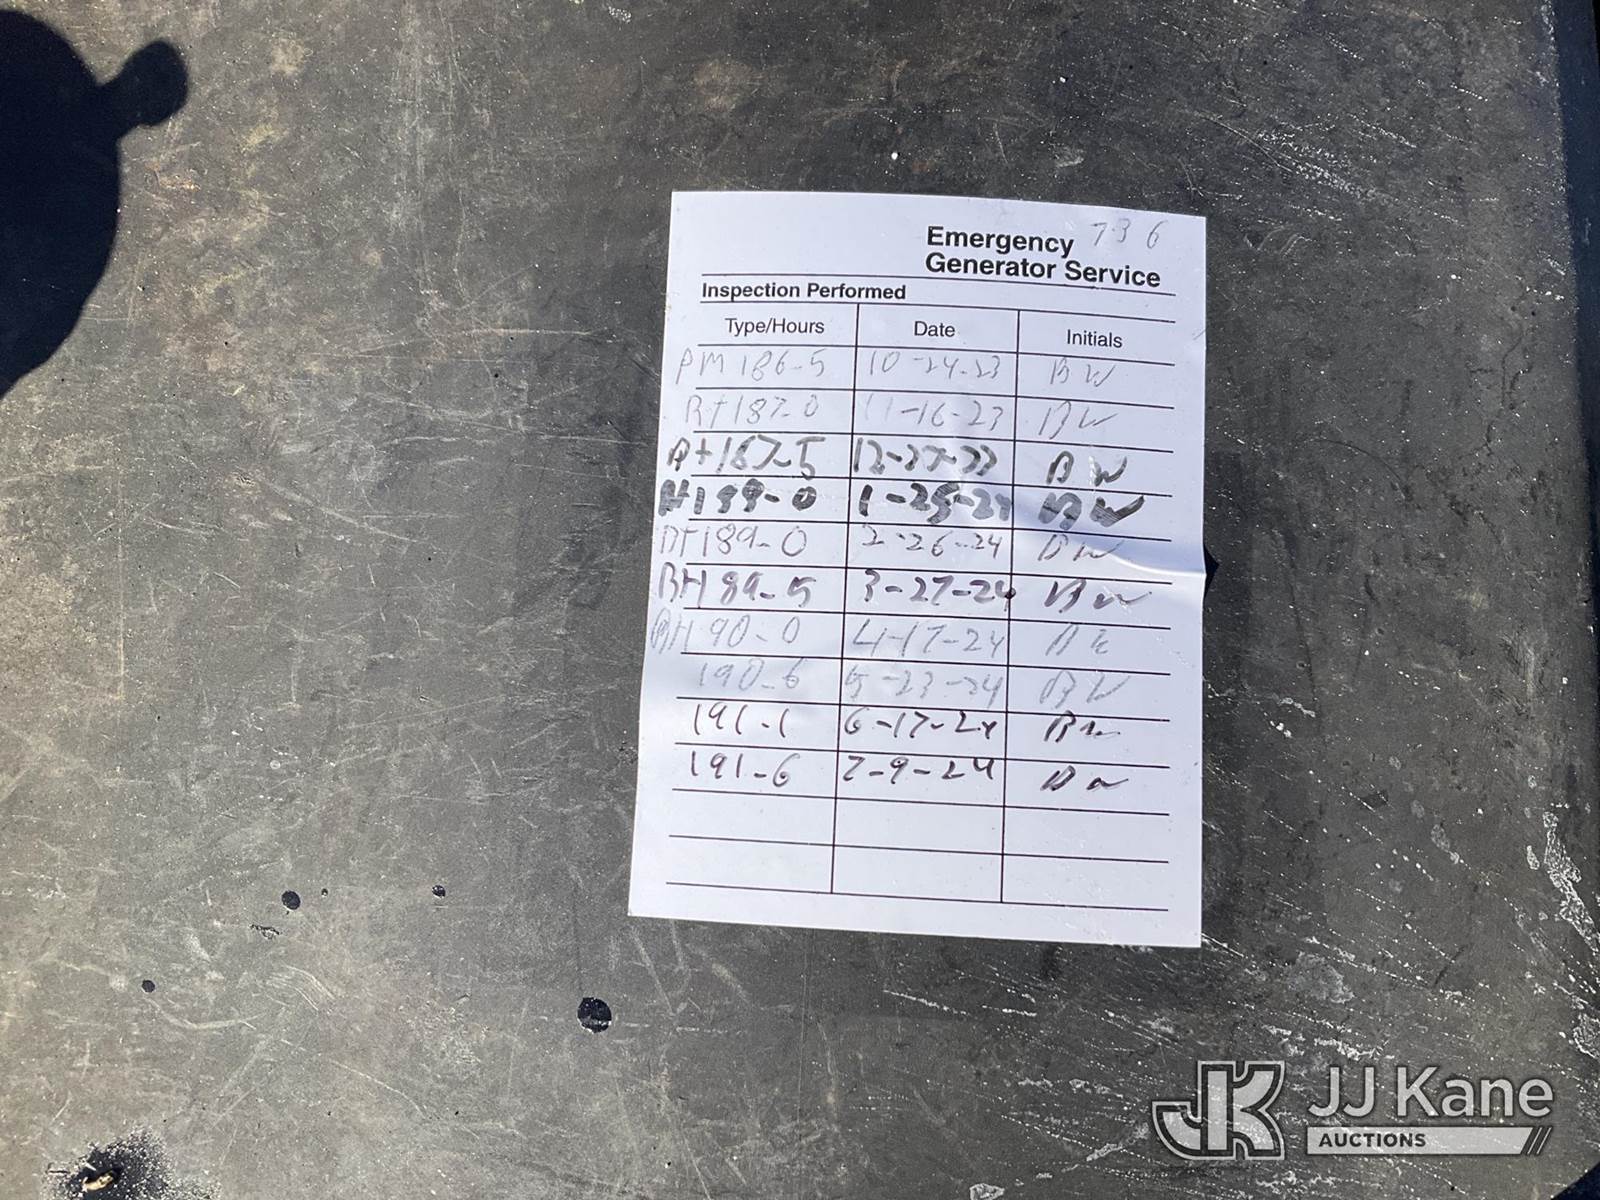 736
Emergency
Generator Service
Inspection Performed
Type/Hours Date Initials
PM 186-5 10-24-23 BW
Rt 187-0 11-16-23 BW
Rt 187-5 12-27-23 BW
188-0 1-25-24 BW
Rt 189-0 2-26-24 BW
Rt 189-5 3-27-24 BW
Rt 190-0 4-17-24
190-6 5-23-24 BW
191-1 6-17-24 BW
191-6 7-9-24 BW
JK JJ Kane
AUCTIONS